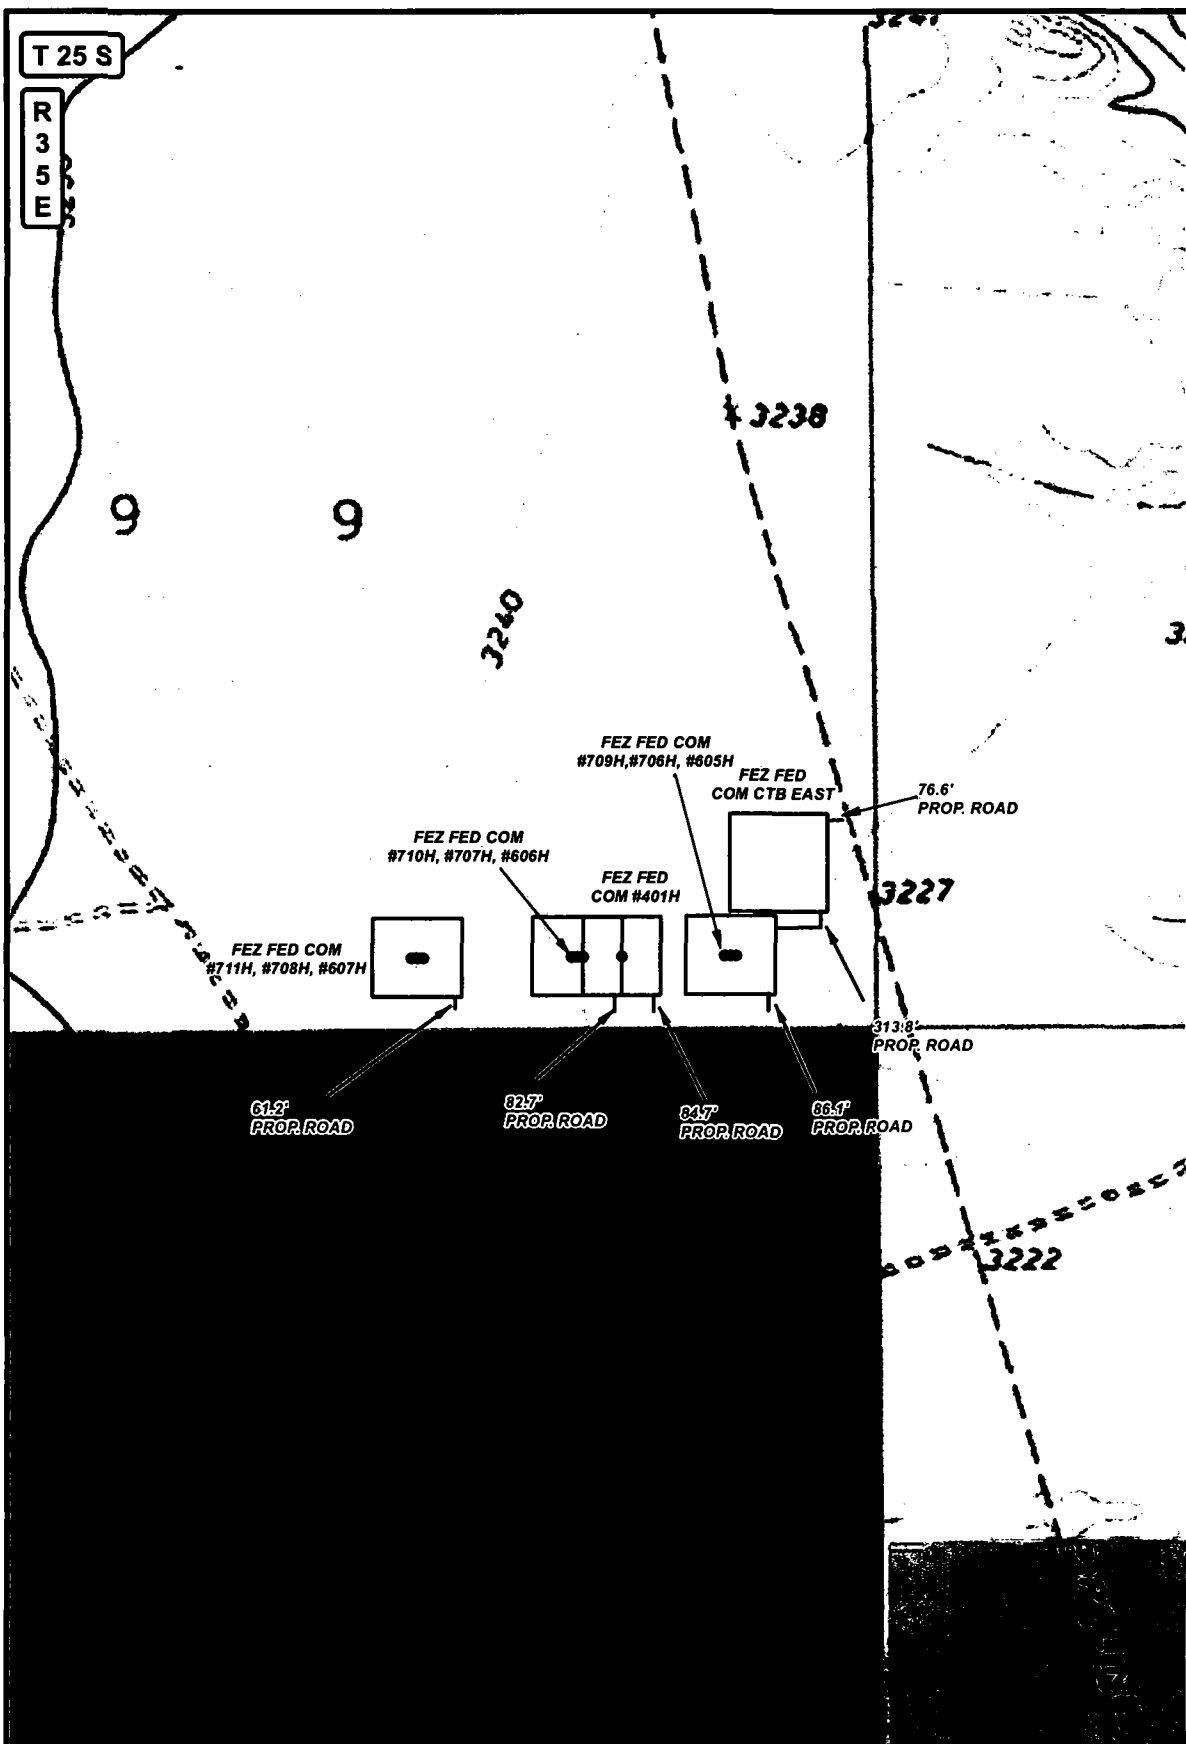 T 25 S
R
3
5
E
3238
9
9
3240
FEZ FED COM
#709H,#706H, #605H
FEZ FED
COM CTB EAST
76.6'
PROP. ROAD
FEZ FED COM
#710H, #707H, #606H
FEZ FED
COM #401H
3227
FEZ FED COM
#711H, #708H, #607H
313.8'
PROP. ROAD
61.2'
PROP. ROAD
82.7'
PROP. ROAD
84.7'
PROP. ROAD
86.1'
PROP. ROAD
3222